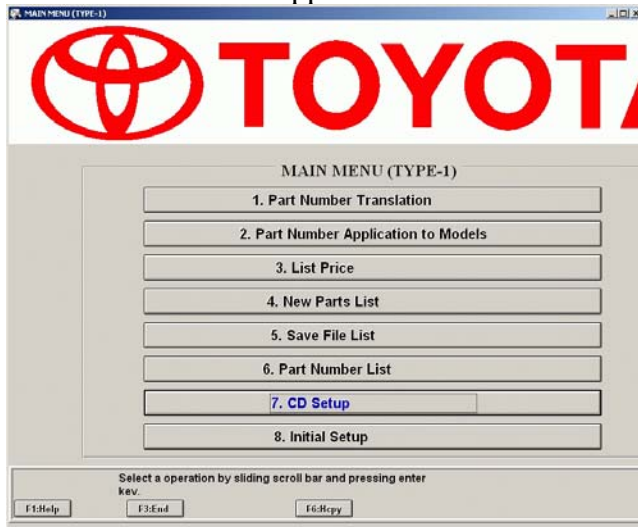 MAIN MENU (TYPE-1)
TOYOTA
MAIN MENU (TYPE-1)
1. Part Number Translation
2. Part Number Application to Models
3. List Price
4. New Parts List
5. Save File List
6. Part Number List
7. CD Setup
8. Initial Setup
Select a operation by sliding scroll bar and pressing enter
key.
F1:Help F3:End F6:Hcpy